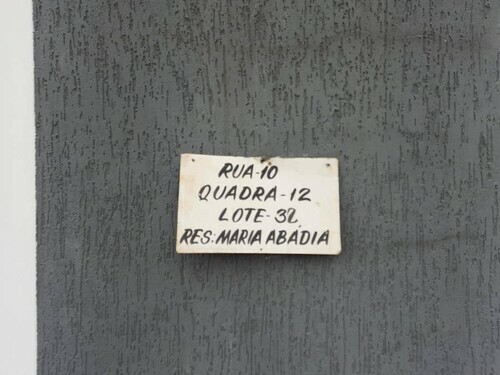 RUA-10
QUADRA-12
LOTE-32
RES: MARIA ABADIA